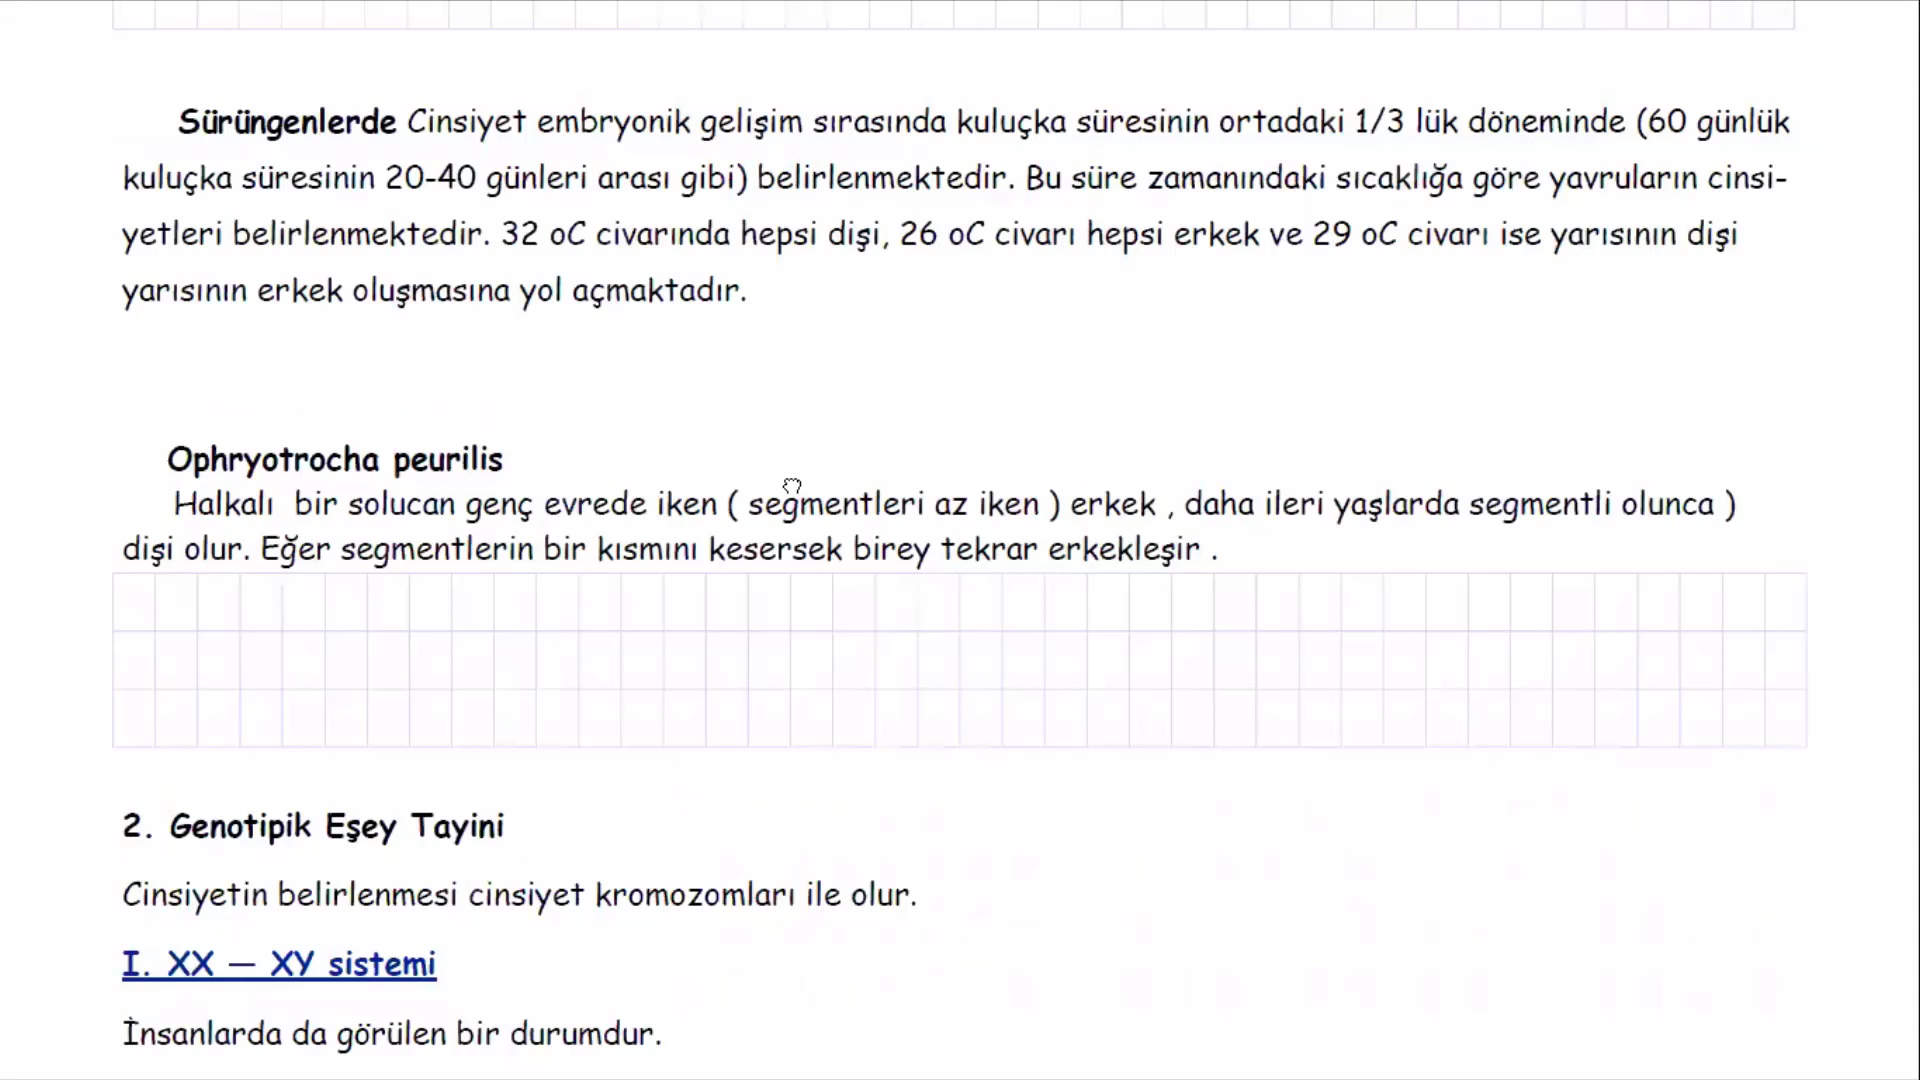 Sürüngenlerde Cinsiyet embryonik gelişim sırasında kuluçka süresinin ortadaki 1/3 lük döneminde (60 günlük
kuluçka süresinin 20-40 günleri arası gibi) belirlenmektedir. Bu süre zamanındaki sıcaklığa göre yavruların cinsi-
yetleri belirlenmektedir. 32 oC civarında hepsi dişi, 26 oC civarı hepsi erkek ve 29 oC civarı ise yarısının dişi
yarısının erkek oluşmasına yol açmaktadır.
Ophryotrocha peurilis
Halkalı bir solucan genç evrede iken ( segmentleri az iken ) erkek , daha ileri yaşlarda segmentli olunca )
dişi olur. Eğer segmentlerin bir kısmını kesersek birey tekrar erkekleşir .
2. Genotipik Eşey Tayini
Cinsiyetin belirlenmesi cinsiyet kromozomları ile olur.
I. XX — XY sistemi
İnsanlarda da görülen bir durumdur.